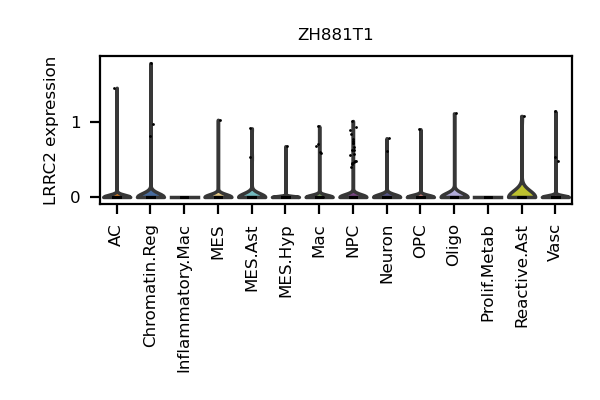 ZH881T1
LRRC2 expression
1
0
AC
Chromatin.Reg
Inflammatory.Mac
MES
MES.Ast
MES.Hyp
Mac
NPC
Neuron
OPC
Oligo
Prolif.Metab
Reactive.Ast
Vasc